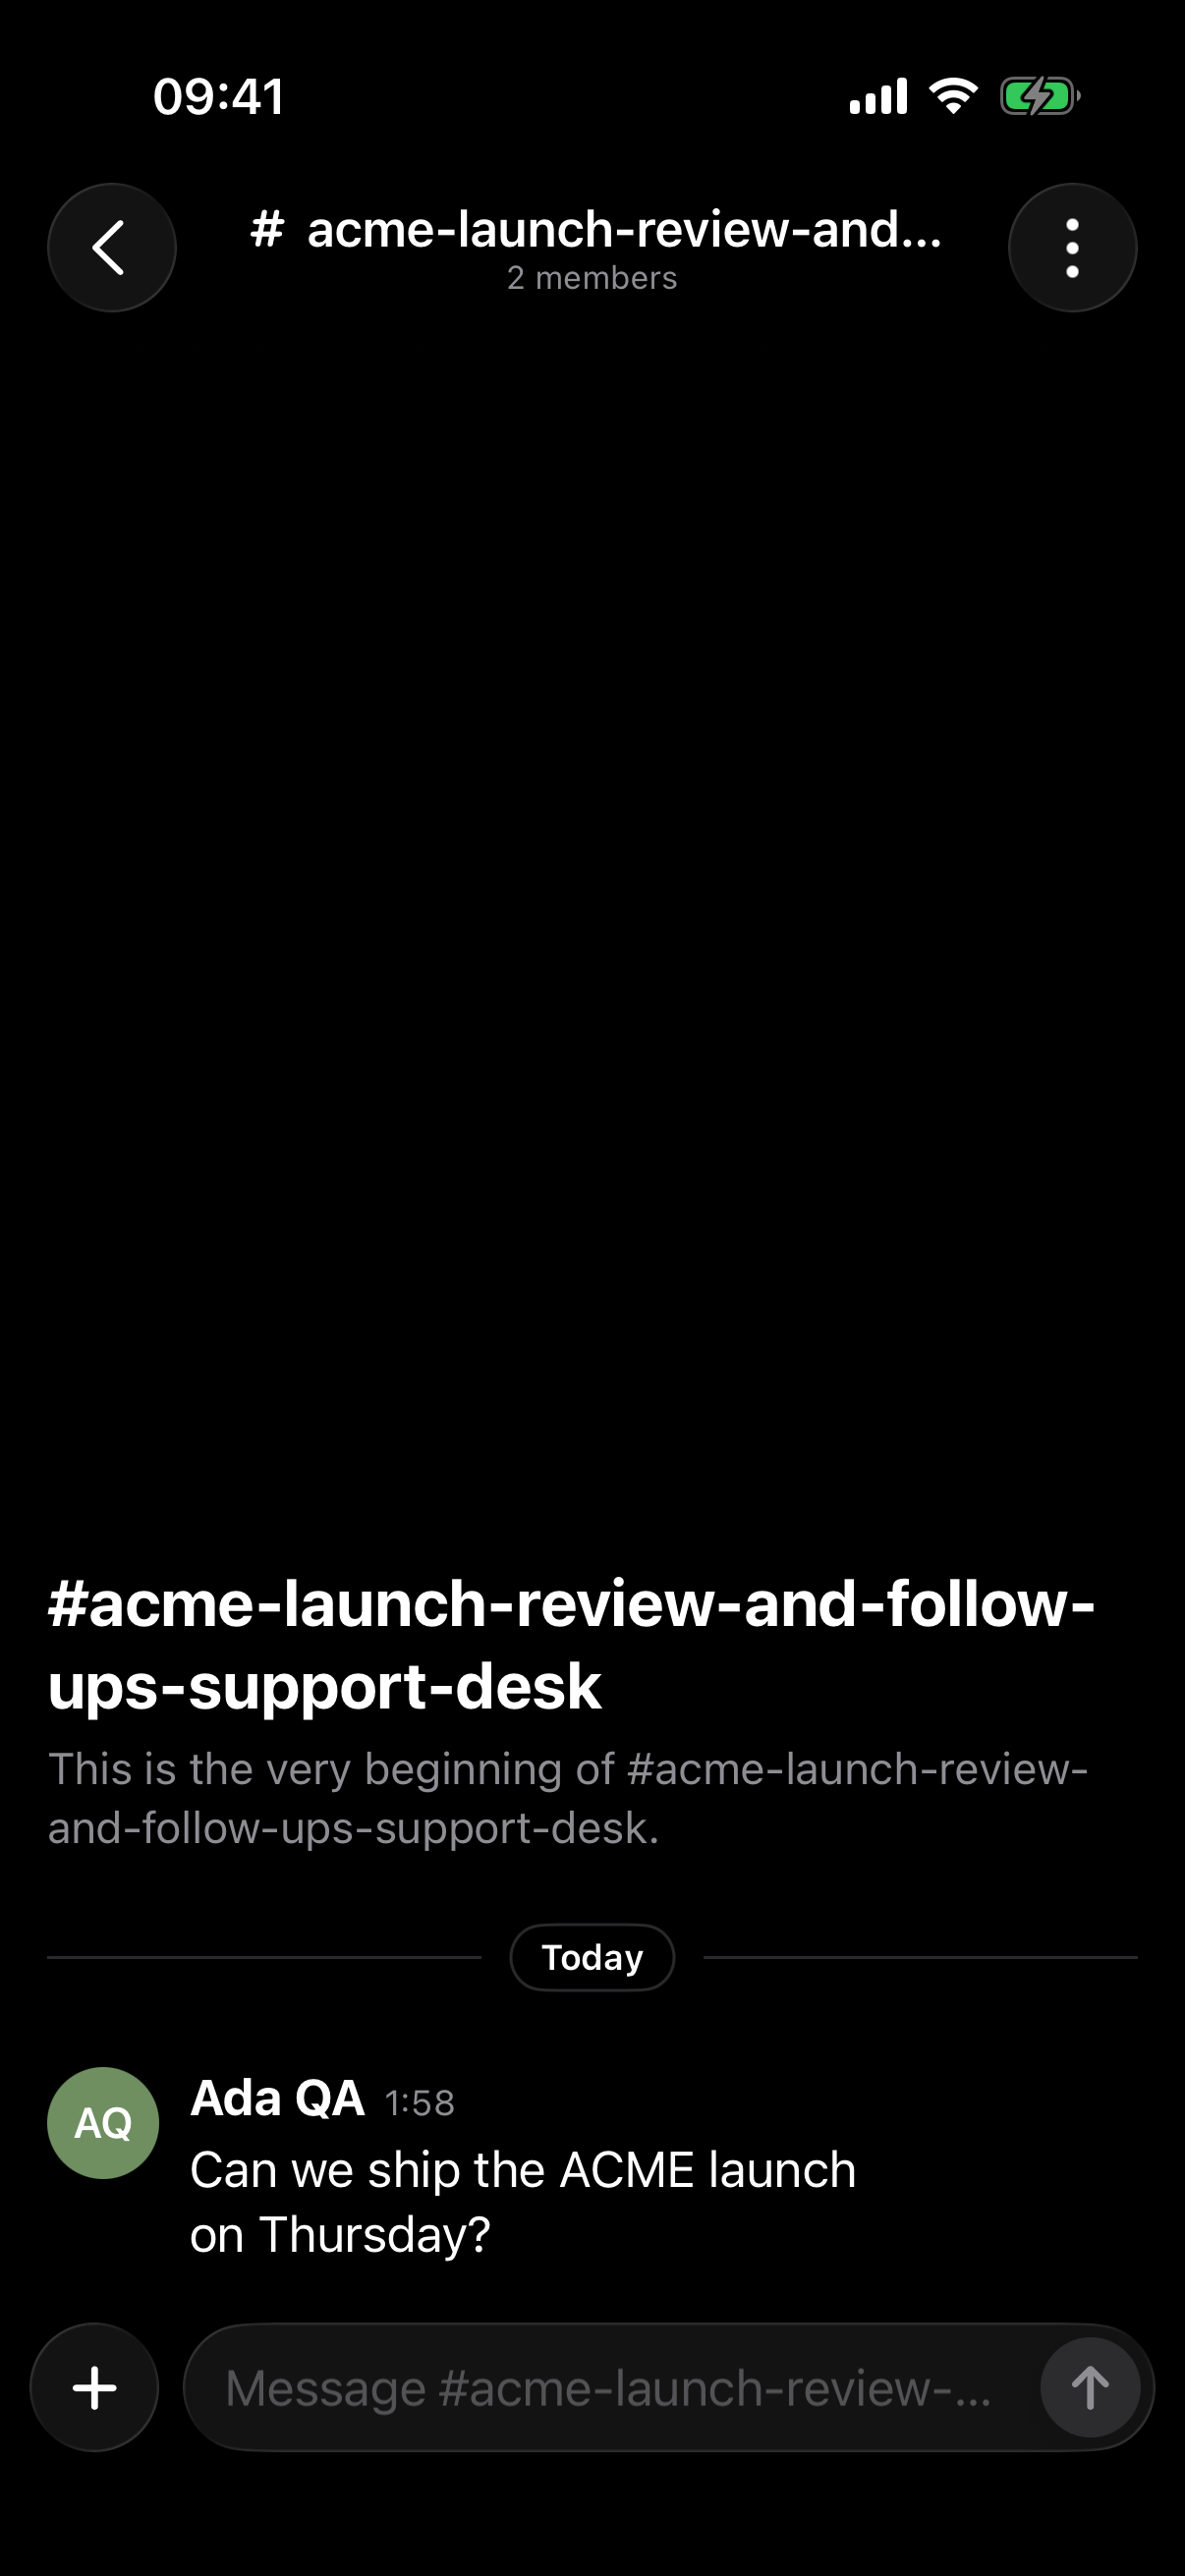 09:41
# acme-launch-review-and...
2 members
#acme-launch-review-and-follow-
ups-support-desk
This is the very beginning of #acme-launch-review-
and-follow-ups-support-desk.
Today
AQ
Ada QA 1:58
Can we ship the ACME launch
on Thursday?
Message #acme-launch-review-...